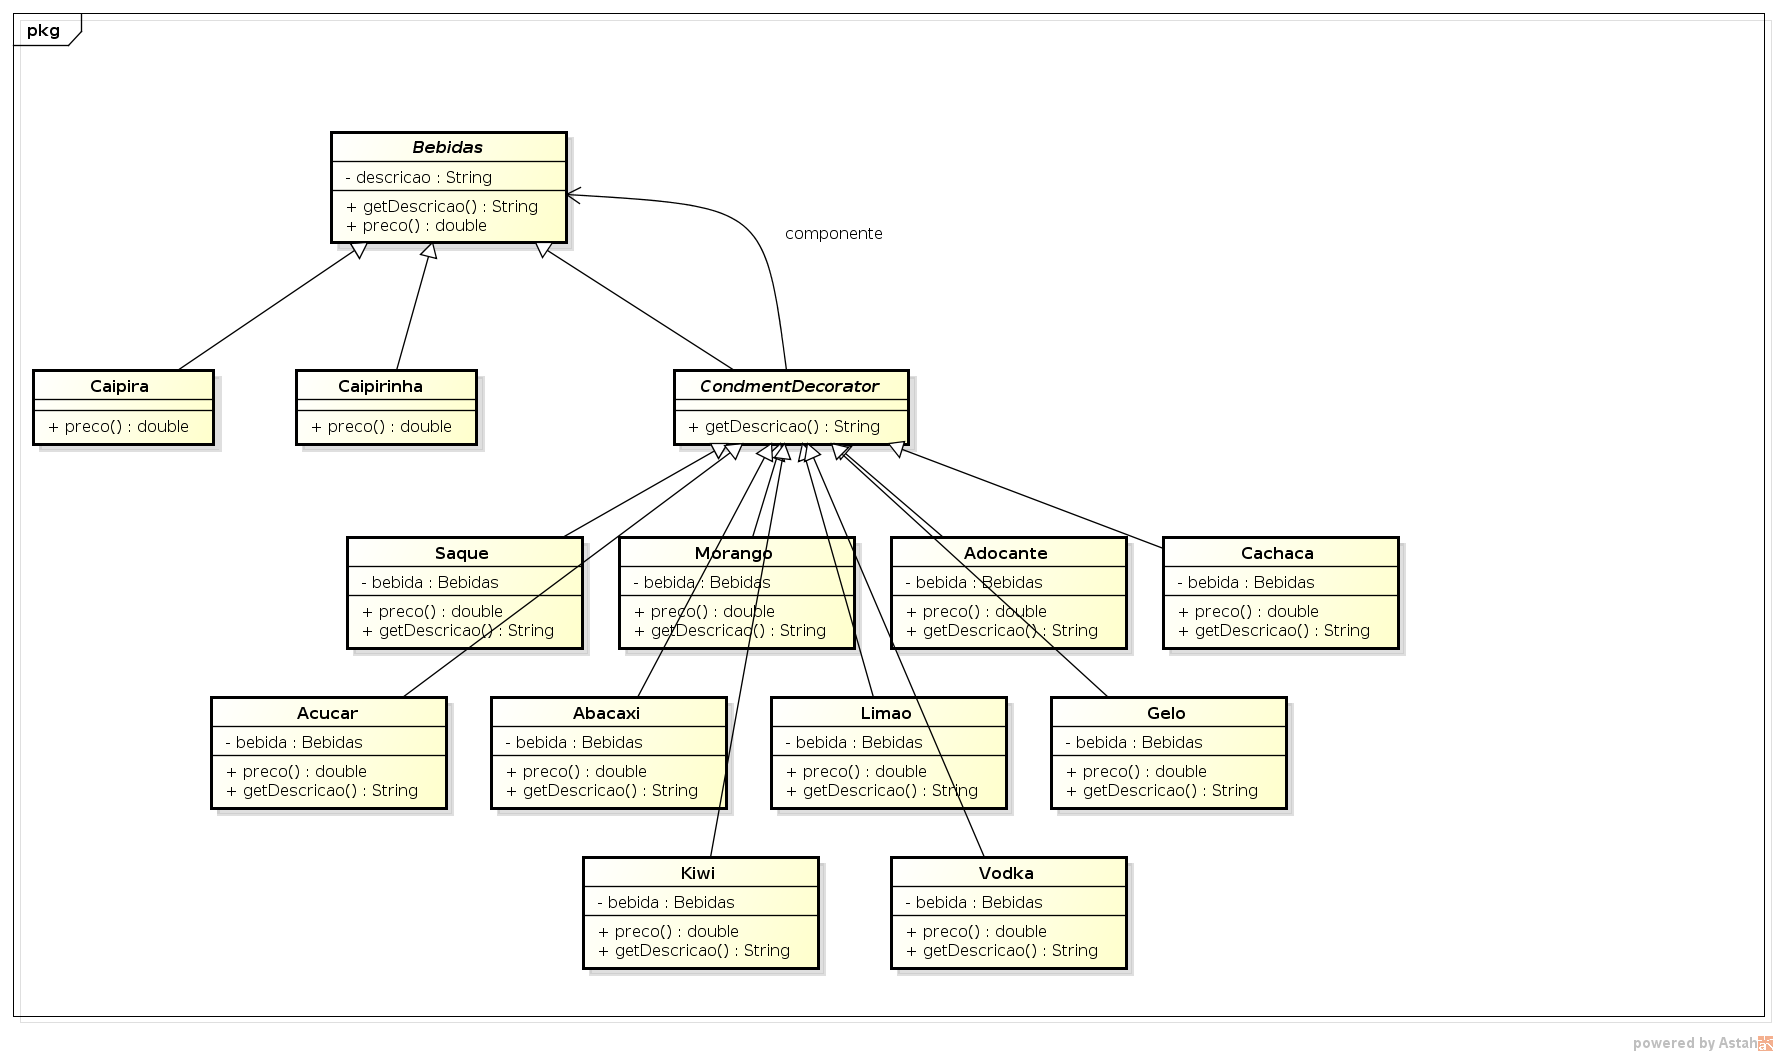 pkg
Bebidas
- descricao : String
+ getDescricao() : String
+ preco() : double
componente
Caipira
+ preco() : double
Caipirinha
+ preco() : double
CondmentDecorator
+ getDescricao() : String
Saque
- bebida : Bebidas
+ preco() : double
+ getDescricao() : String
Morango
- bebida : Bebidas
+ preco() : double
+ getDescricao() : String
Adocante
- bebida : Bebidas
+ preco() : double
+ getDescricao() : String
Cachaca
- bebida : Bebidas
+ preco() : double
+ getDescricao() : String
Acucar
- bebida : Bebidas
+ preco() : double
+ getDescricao() : String
Abacaxi
- bebida : Bebidas
+ preco() : double
+ getDescricao() : String
Limao
- bebida : Bebidas
+ preco() : double
+ getDescricao() : String
Gelo
- bebida : Bebidas
+ preco() : double
+ getDescricao() : String
Kiwi
- bebida : Bebidas
+ preco() : double
+ getDescricao() : String
Vodka
- bebida : Bebidas
+ preco() : double
+ getDescricao() : String
powered by Astah